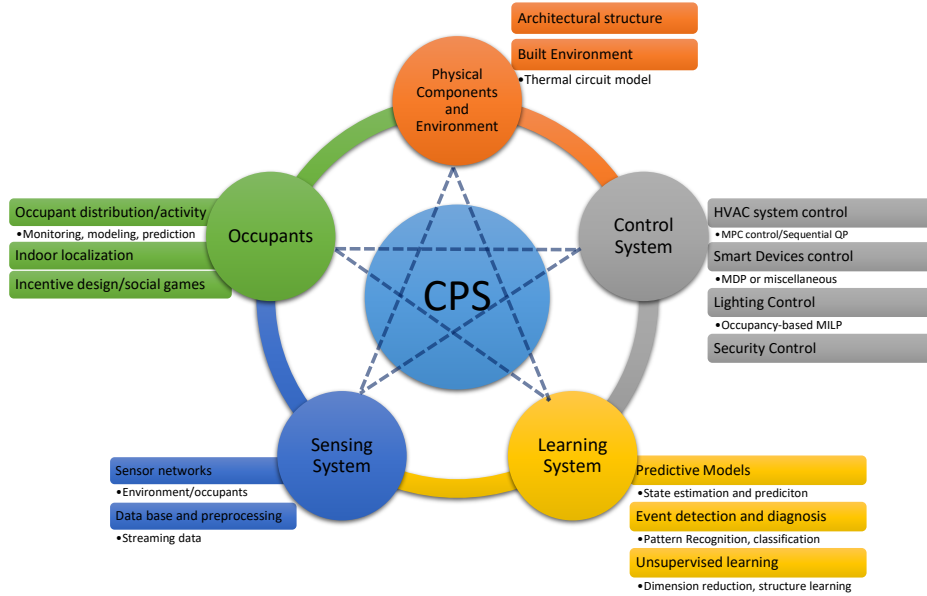 Architectural structure
Built Environment
•Thermal circuit model
Physical
Components
and
Environment
Occupant distribution/activity
•Monitoring, modeling, prediction
Indoor localization
Incentive design/social games
Occupants
CPS
Control
System
HVAC system control
•MPC control/Sequential QP
Smart Devices control
•MDP or miscellaneous
Lighting Control
•Occupancy-based MILP
Security Control
Sensing
System
Sensor networks
•Environment/occupants
Data base and preprocessing
•Streaming data
Learning
System
Predictive Models
•State estimation and prediciton
Event detection and diagnosis
•Pattern Recognition, classification
Unsupervised learning
•Dimension reduction, structure learning